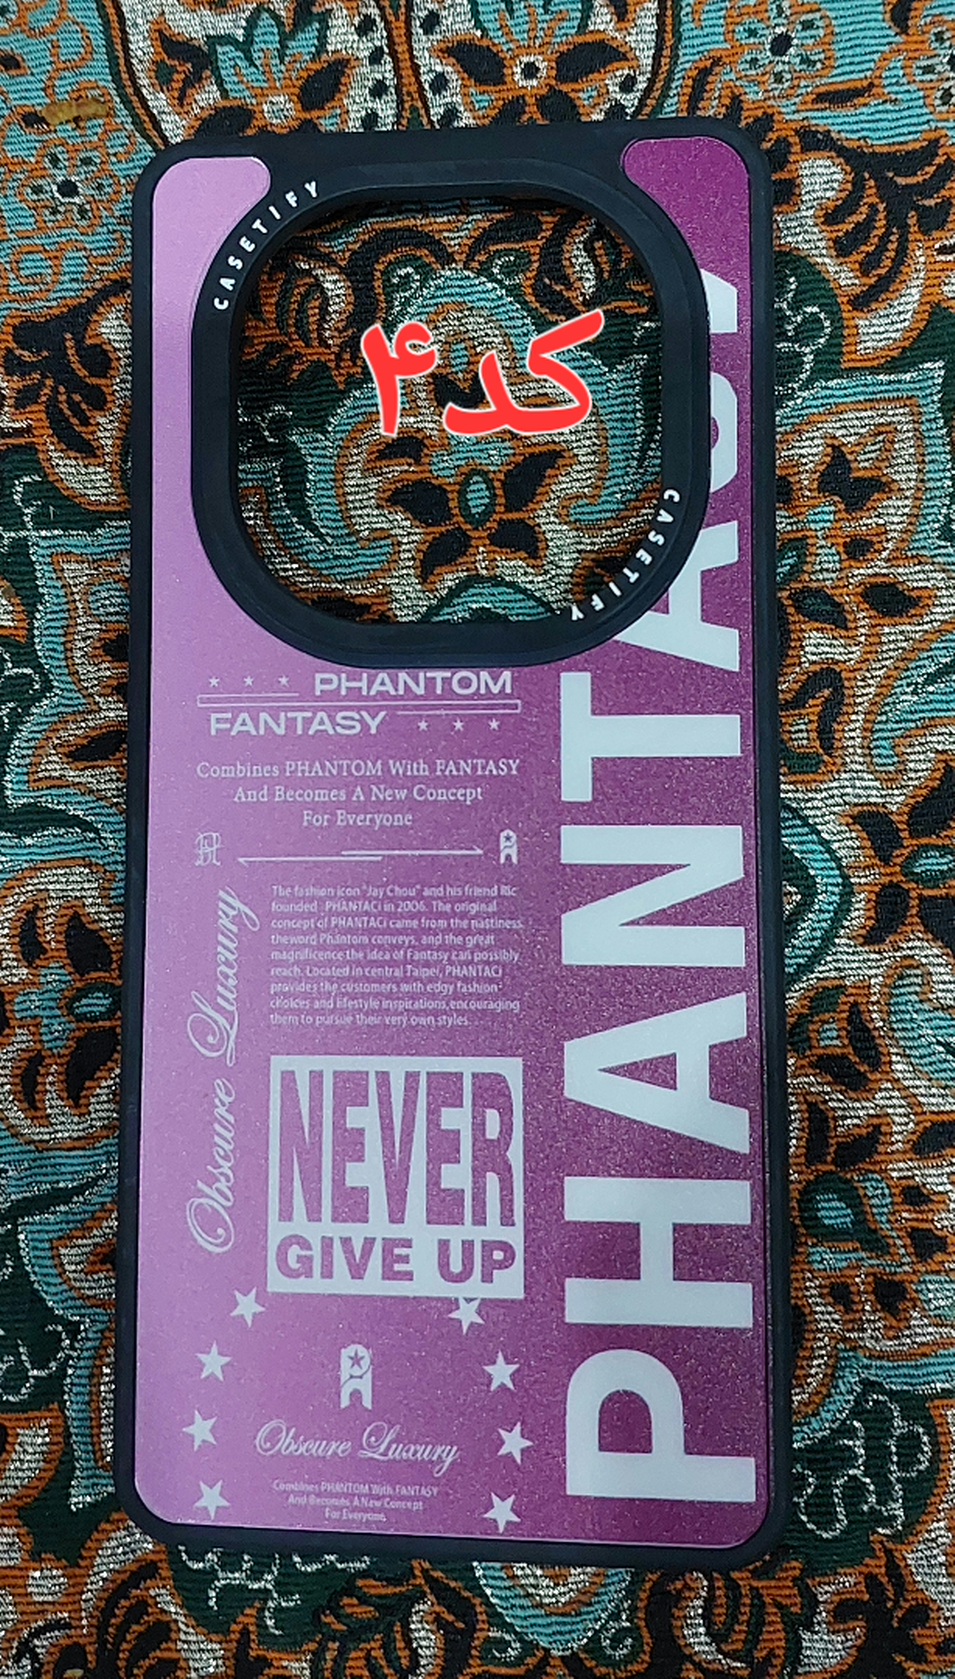 CASETIFY
کد ۴
CASETIFY
PHANTOM
FANTASY
Combines PHANTOM With FANTASY
And Becomes A New Concept
For Everyone
The fashion icon "Jay Chou" and his friend Ric
founded PHANTACi in 2006. The original
concept of PHANTACi came from the nastiness
theword Phantom conveys, and the great
magnificence the idea of Fantasy can possibly
reach. Located in central Taipei, PHANTACi
provides the customers with edgy fashion
choices and lifestyle inspirations,encouraging
them to pursue their very own styles.
Obscure Luxury
NEVER
GIVE UP
Obscure Luxury
Combines PHANTOM With FANTASY
And Becomes A New Concept
For Everyone
PHANTACi